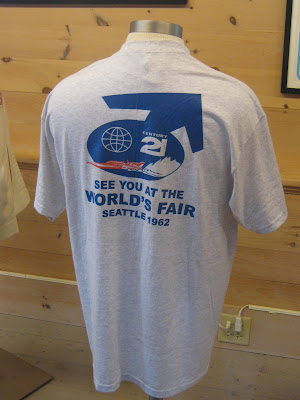 CENTURY
21
SEE YOU AT THE
WORLD'S FAIR
SEATTLE 1962